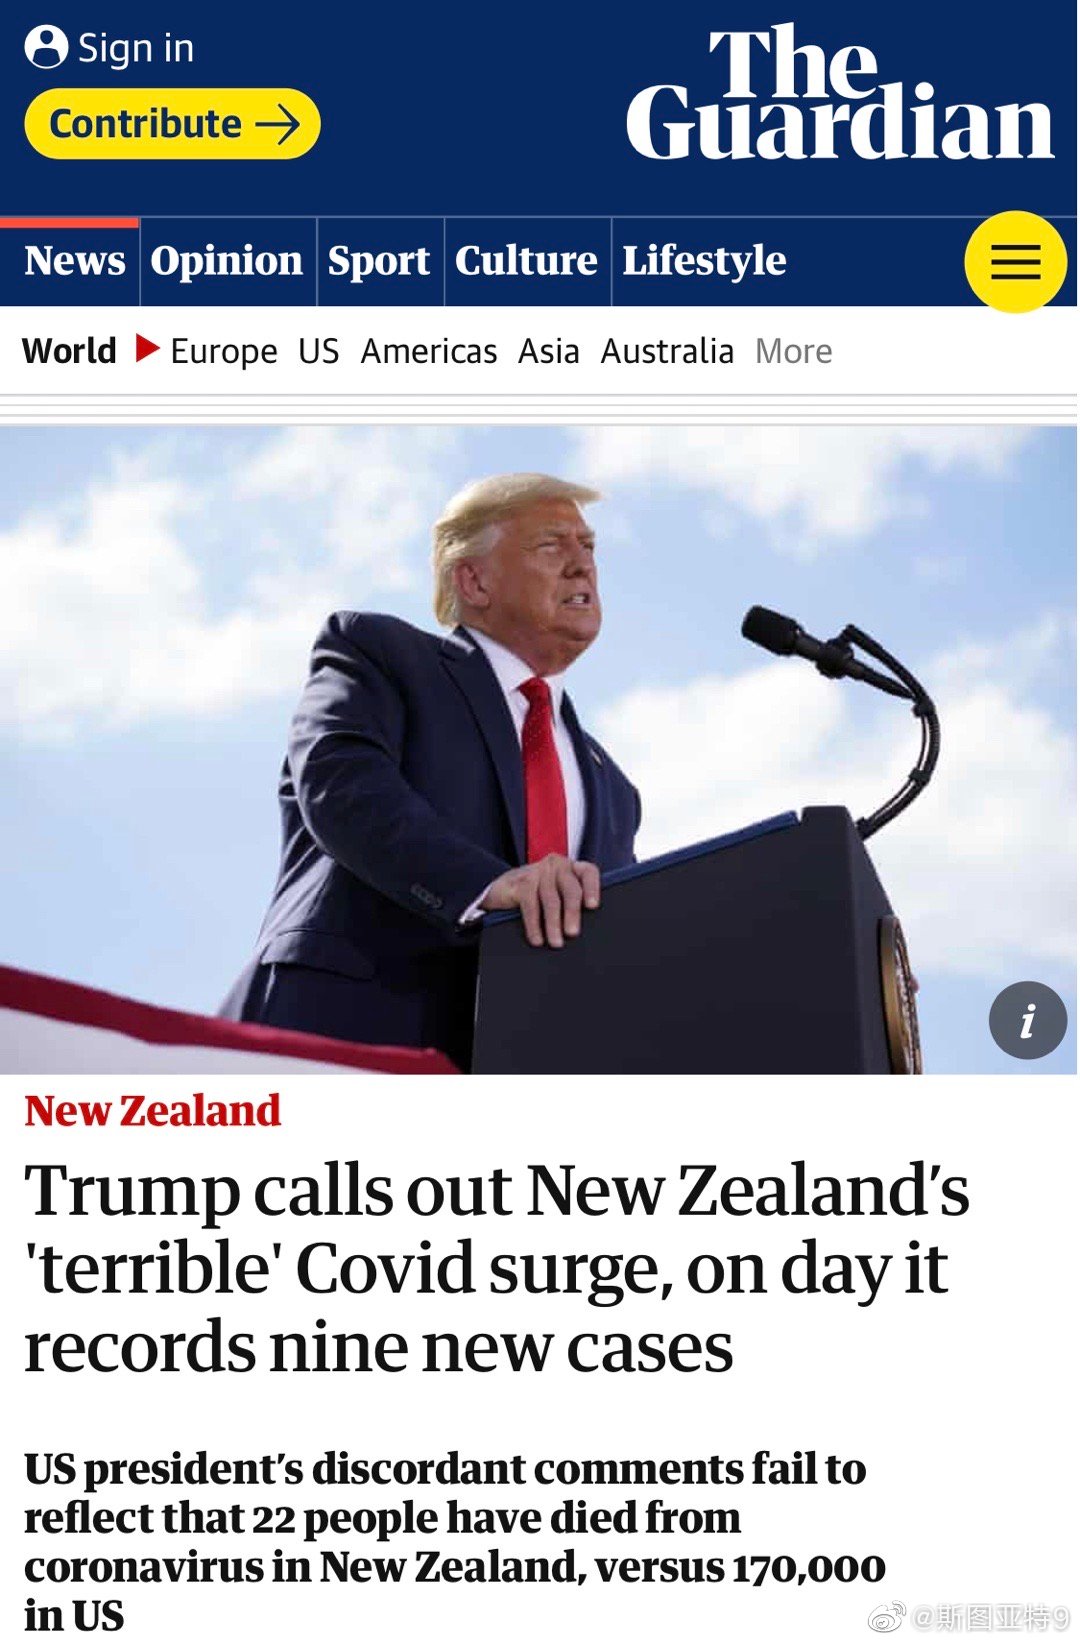 Sign in
Contribute
The
Guardian
News Opinion Sport Culture Lifestyle
World Europe US Americas Asia Australia More
i
New Zealand
Trump calls out New Zealand’s
'terrible' Covid surge, on day it
records nine new cases
US president’s discordant comments fail to
reflect that 22 people have died from
coronavirus in New Zealand, versus 170,000
in US
@斯图亚特9